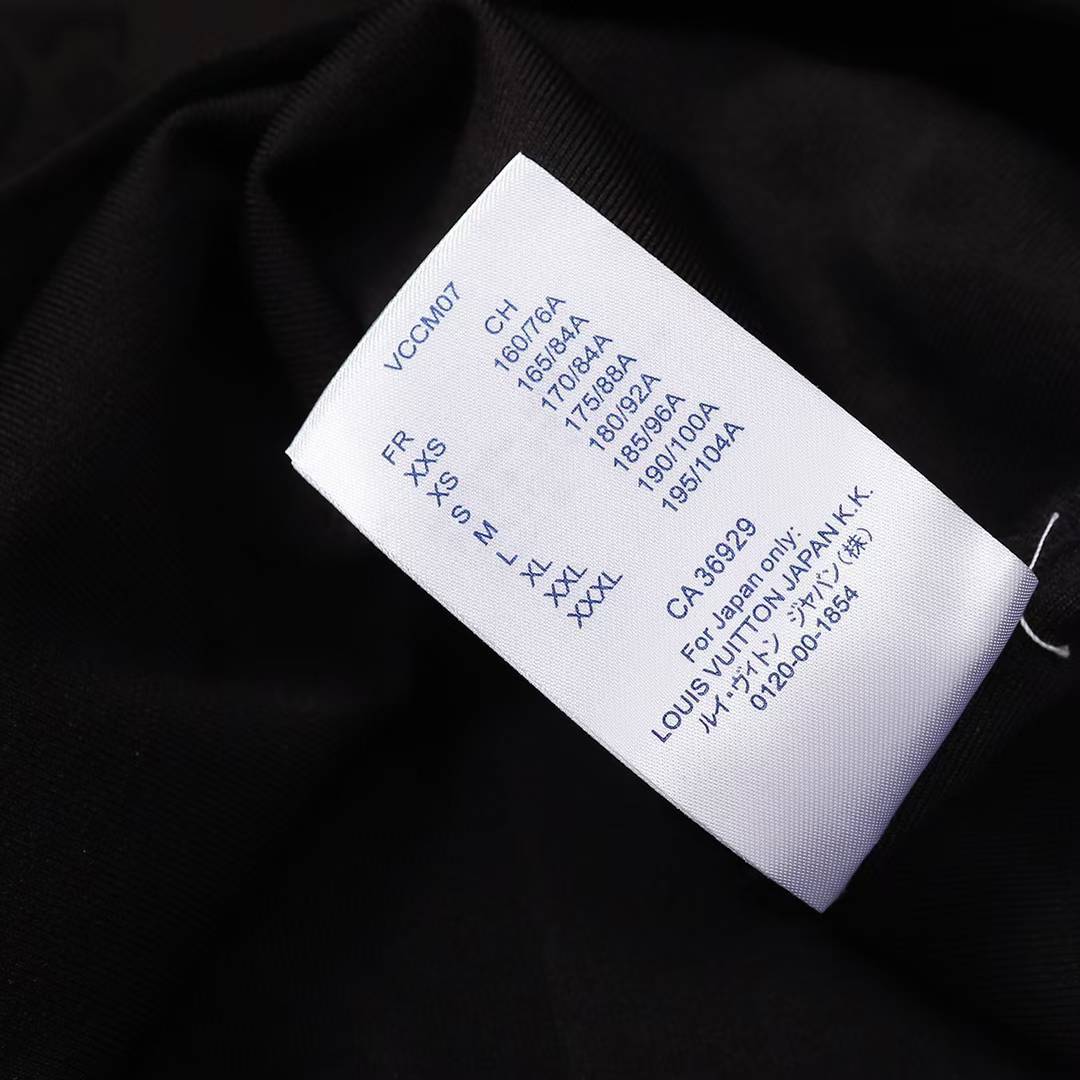 VCCM07
FR CH
XXS 160/76A
XS 165/84A
S 170/84A
M 175/88A
L 180/92A
XL 185/96A
XXL 190/100A
XXXL 195/104A
CA 36929
For Japan only:
LOUIS VUITTON JAPAN K.K.
ルイ・ヴィトン ジャパン(株)
0120-00-1854